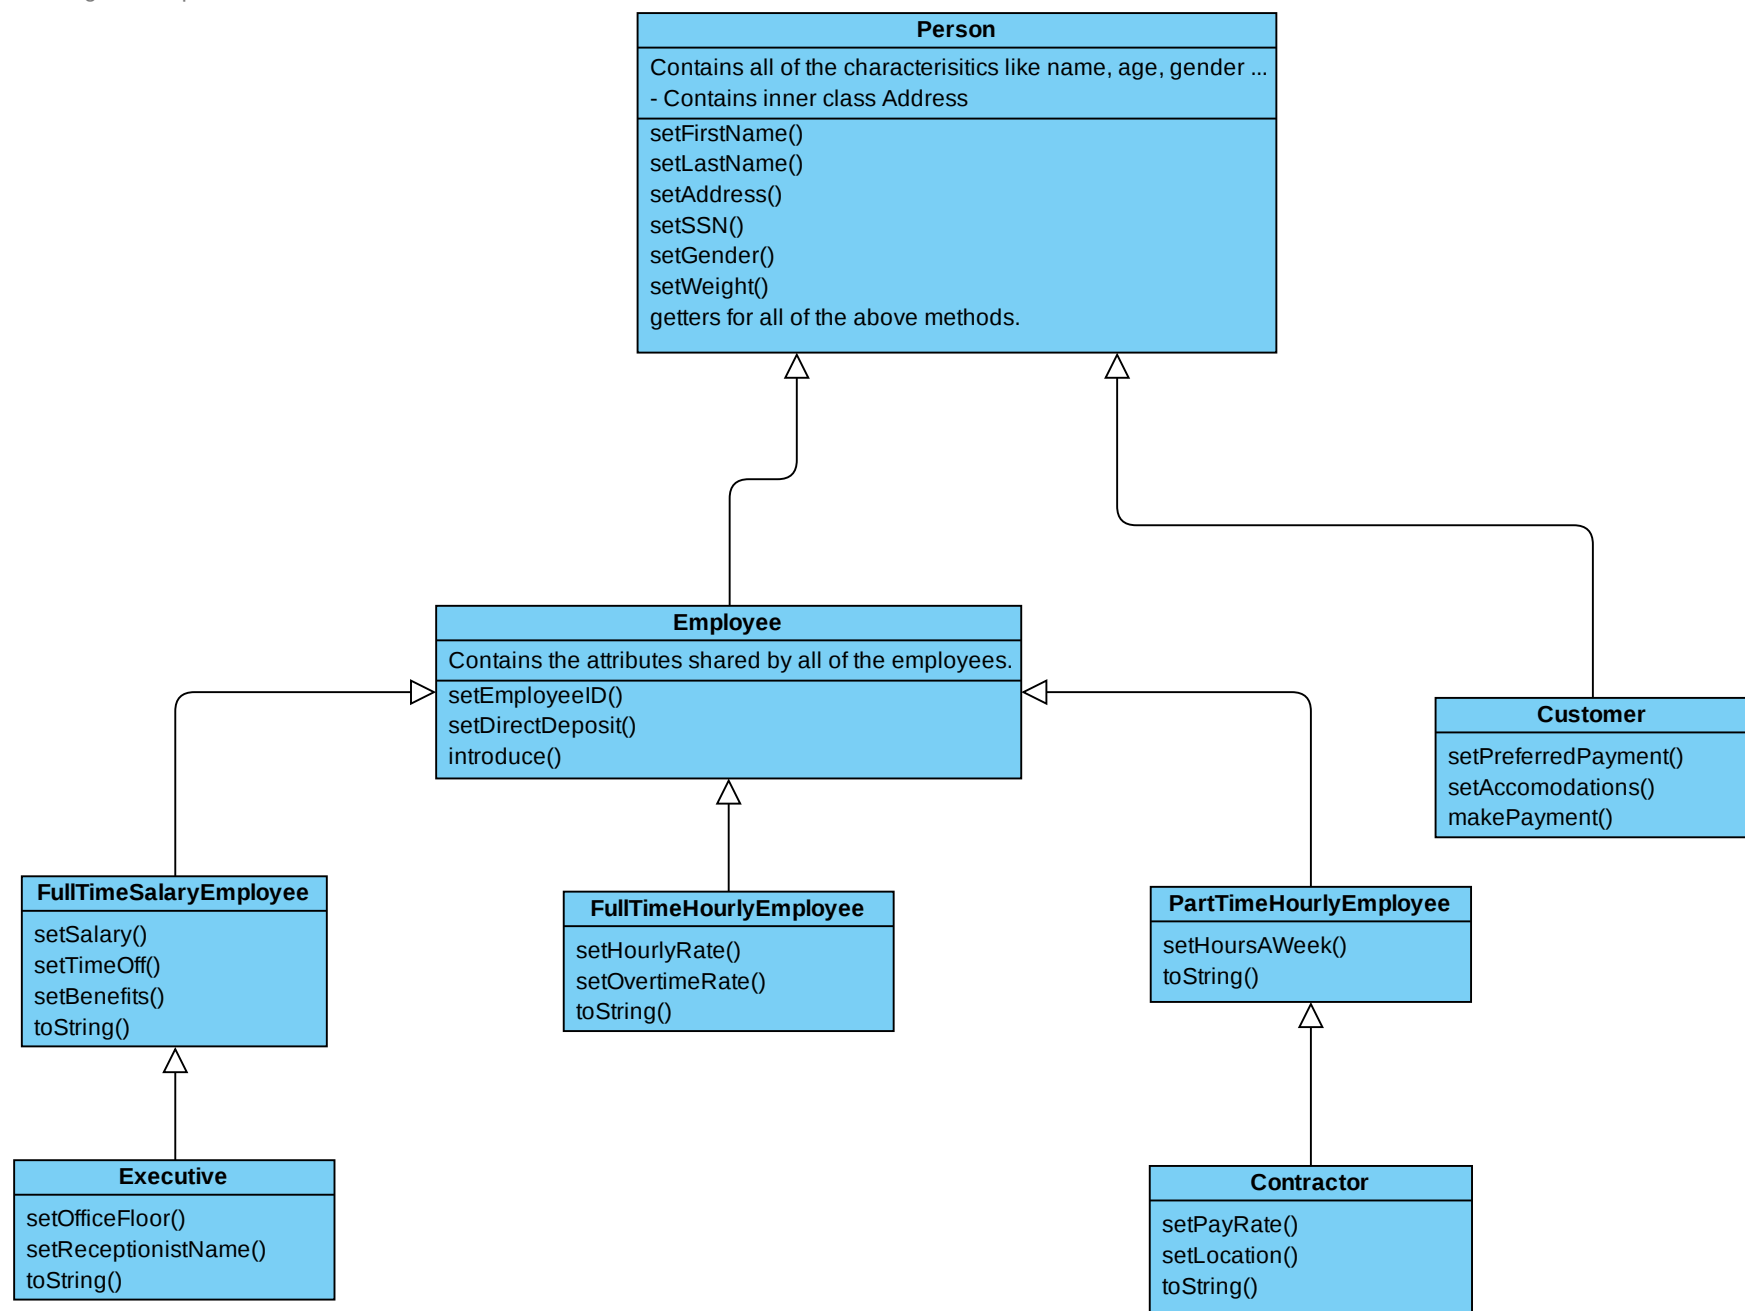 Person
Contains all of the characterisitics like name, age, gender ...
- Contains inner class Address
setFirstName()
setLastName()
setAddress()
setSSN()
setGender()
setWeight()
getters for all of the above methods.
Employee
Contains the attributes shared by all of the employees.
setEmployeeID()
setDirectDeposit()
introduce()
Customer
setPreferredPayment()
setAccomodations()
makePayment()
FullTimeSalaryEmployee
setSalary()
setTimeOff()
setBenefits()
toString()
FullTimeHourlyEmployee
setHourlyRate()
setOvertimeRate()
toString()
PartTimeHourlyEmployee
setHoursAWeek()
toString()
Executive
setOfficeFloor()
setReceptionistName()
toString()
Contractor
setPayRate()
setLocation()
toString()